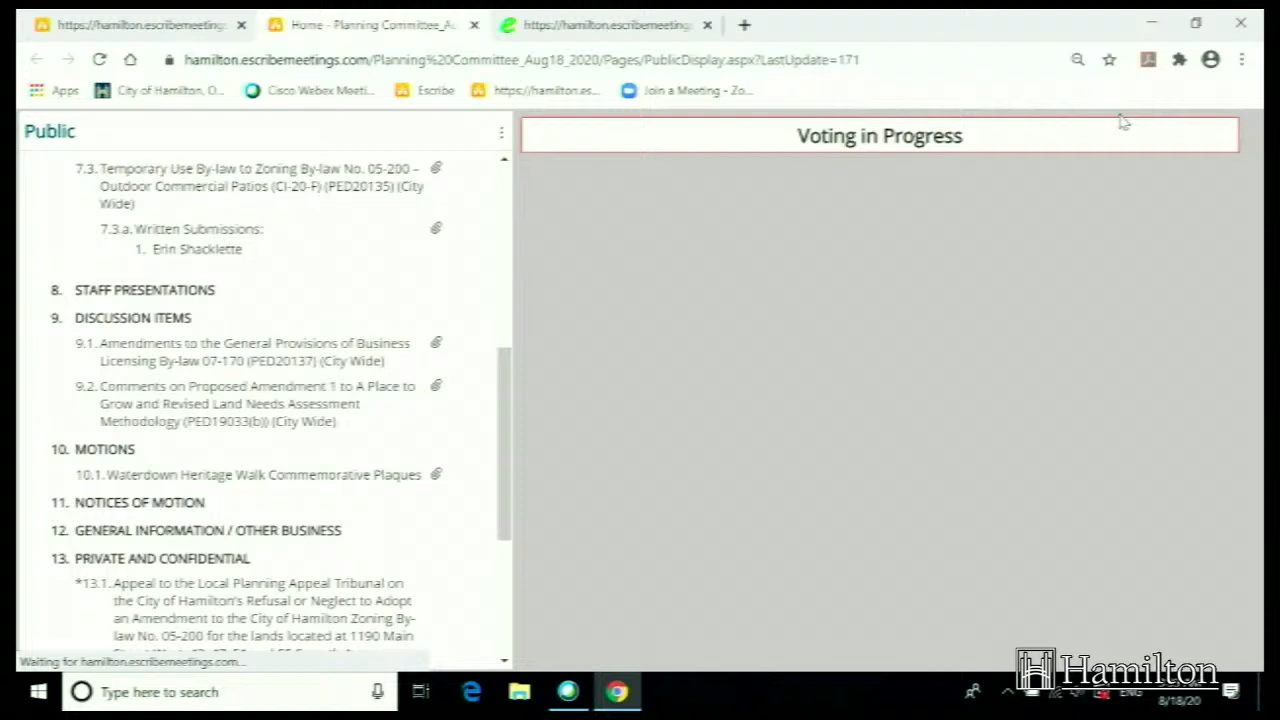 https://hamilton.escribemeeting:
Home - Planning Committee_A
https://hamilton.escribemeeting:
hamilton.escribemeetings.com/Planning%20Committee_Aug18_2020/Pages/PublicDisplay.aspx?LastUpdate=171
Apps
City of Hamilton, O...
Cisco Webex Meeti...
Escribe
https://hamilton.es...
Join a Meeting - Zo...
Public
Voting in Progress
7.3. Temporary Use By-law to Zoning By-law No. 05-200 –
Outdoor Commercial Patios (CI-20-F) (PED20135) (City
Wide)
7.3.a. Written Submissions:
1. Erin Shacklette
8. STAFF PRESENTATIONS
9. DISCUSSION ITEMS
9.1. Amendments to the General Provisions of Business
Licensing By-law 07-170 (PED20137) (City Wide)
9.2. Comments on Proposed Amendment 1 to A Place to
Grow and Revised Land Needs Assessment
Methodology (PED19033(b)) (City Wide)
10. MOTIONS
10.1. Waterdown Heritage Walk Commemorative Plaques
11. NOTICES OF MOTION
12. GENERAL INFORMATION / OTHER BUSINESS
13. PRIVATE AND CONFIDENTIAL
*13.1. Appeal to the Local Planning Appeal Tribunal on
the City of Hamilton's Refusal or Neglect to Adopt
an Amendment to the City of Hamilton Zoning By-
law No. 05-200 for the lands located at 1190 Main
Waiting for hamilton.escribemeetings.com...
Hamilton
Type here to search
ENG
8/18/20